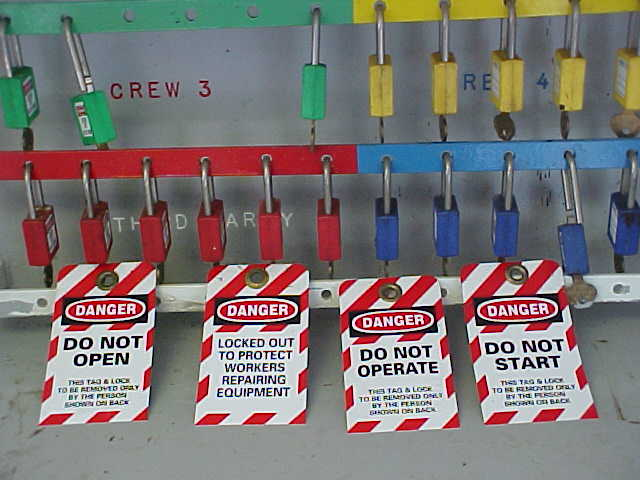 CREW 3
RE 4
TH D ARTY
DANGER
DO NOT
OPEN
THIS TAG & LOCK
TO BE REMOVED ONLY
BY THE PERSON
SHOWN ON BACK
DANGER
LOCKED OUT
TO PROTECT
WORKERS
REPAIRING
EQUIPMENT
DANGER
DO NOT
OPERATE
THIS TAG & LOCK
TO BE REMOVED ONLY
BY THE PERSON
SHOWN ON BACK
DANGER
DO NOT
START
THIS TAG & LOCK
TO BE REMOVED ONLY
BY THE PERSON
SHOWN ON BACK